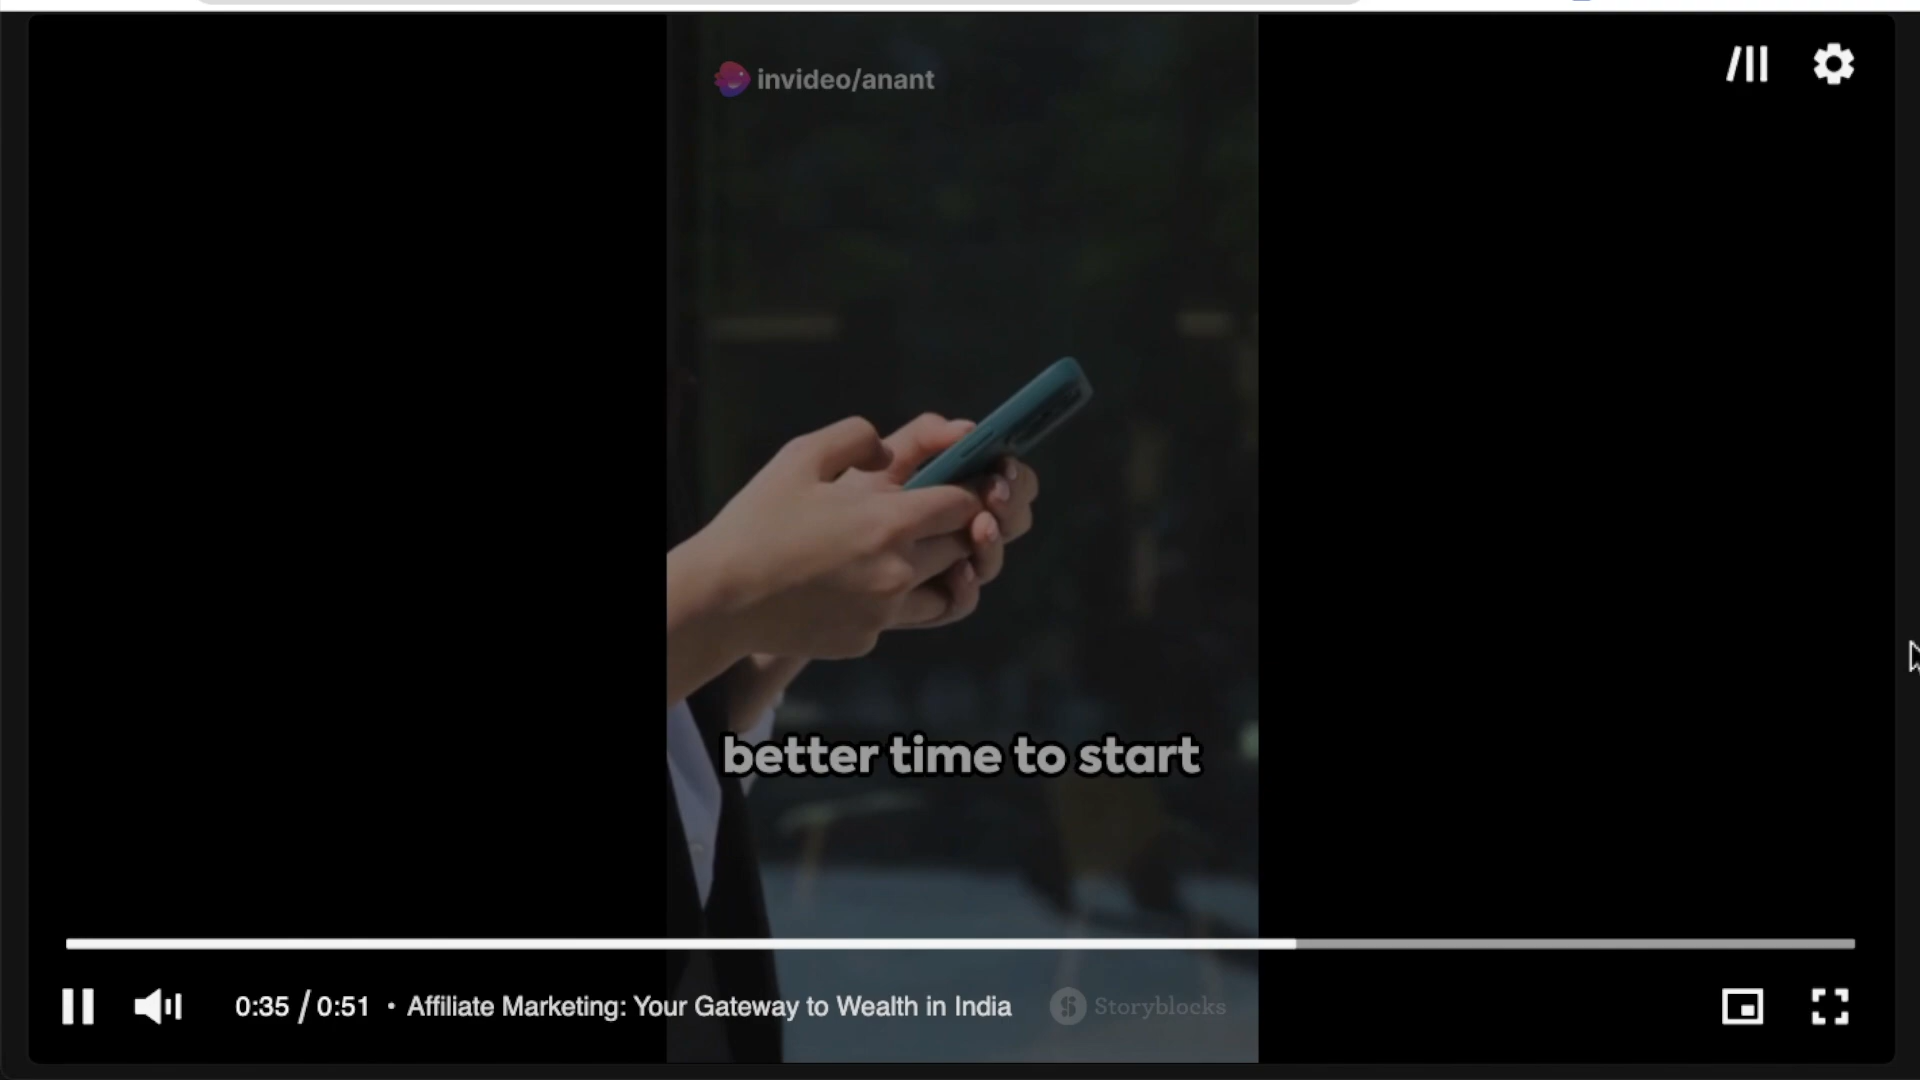 invideo/anant
better time to start
0:35 / 0:51 • Affiliate Marketing: Your Gateway to Wealth in India
Storyblocks